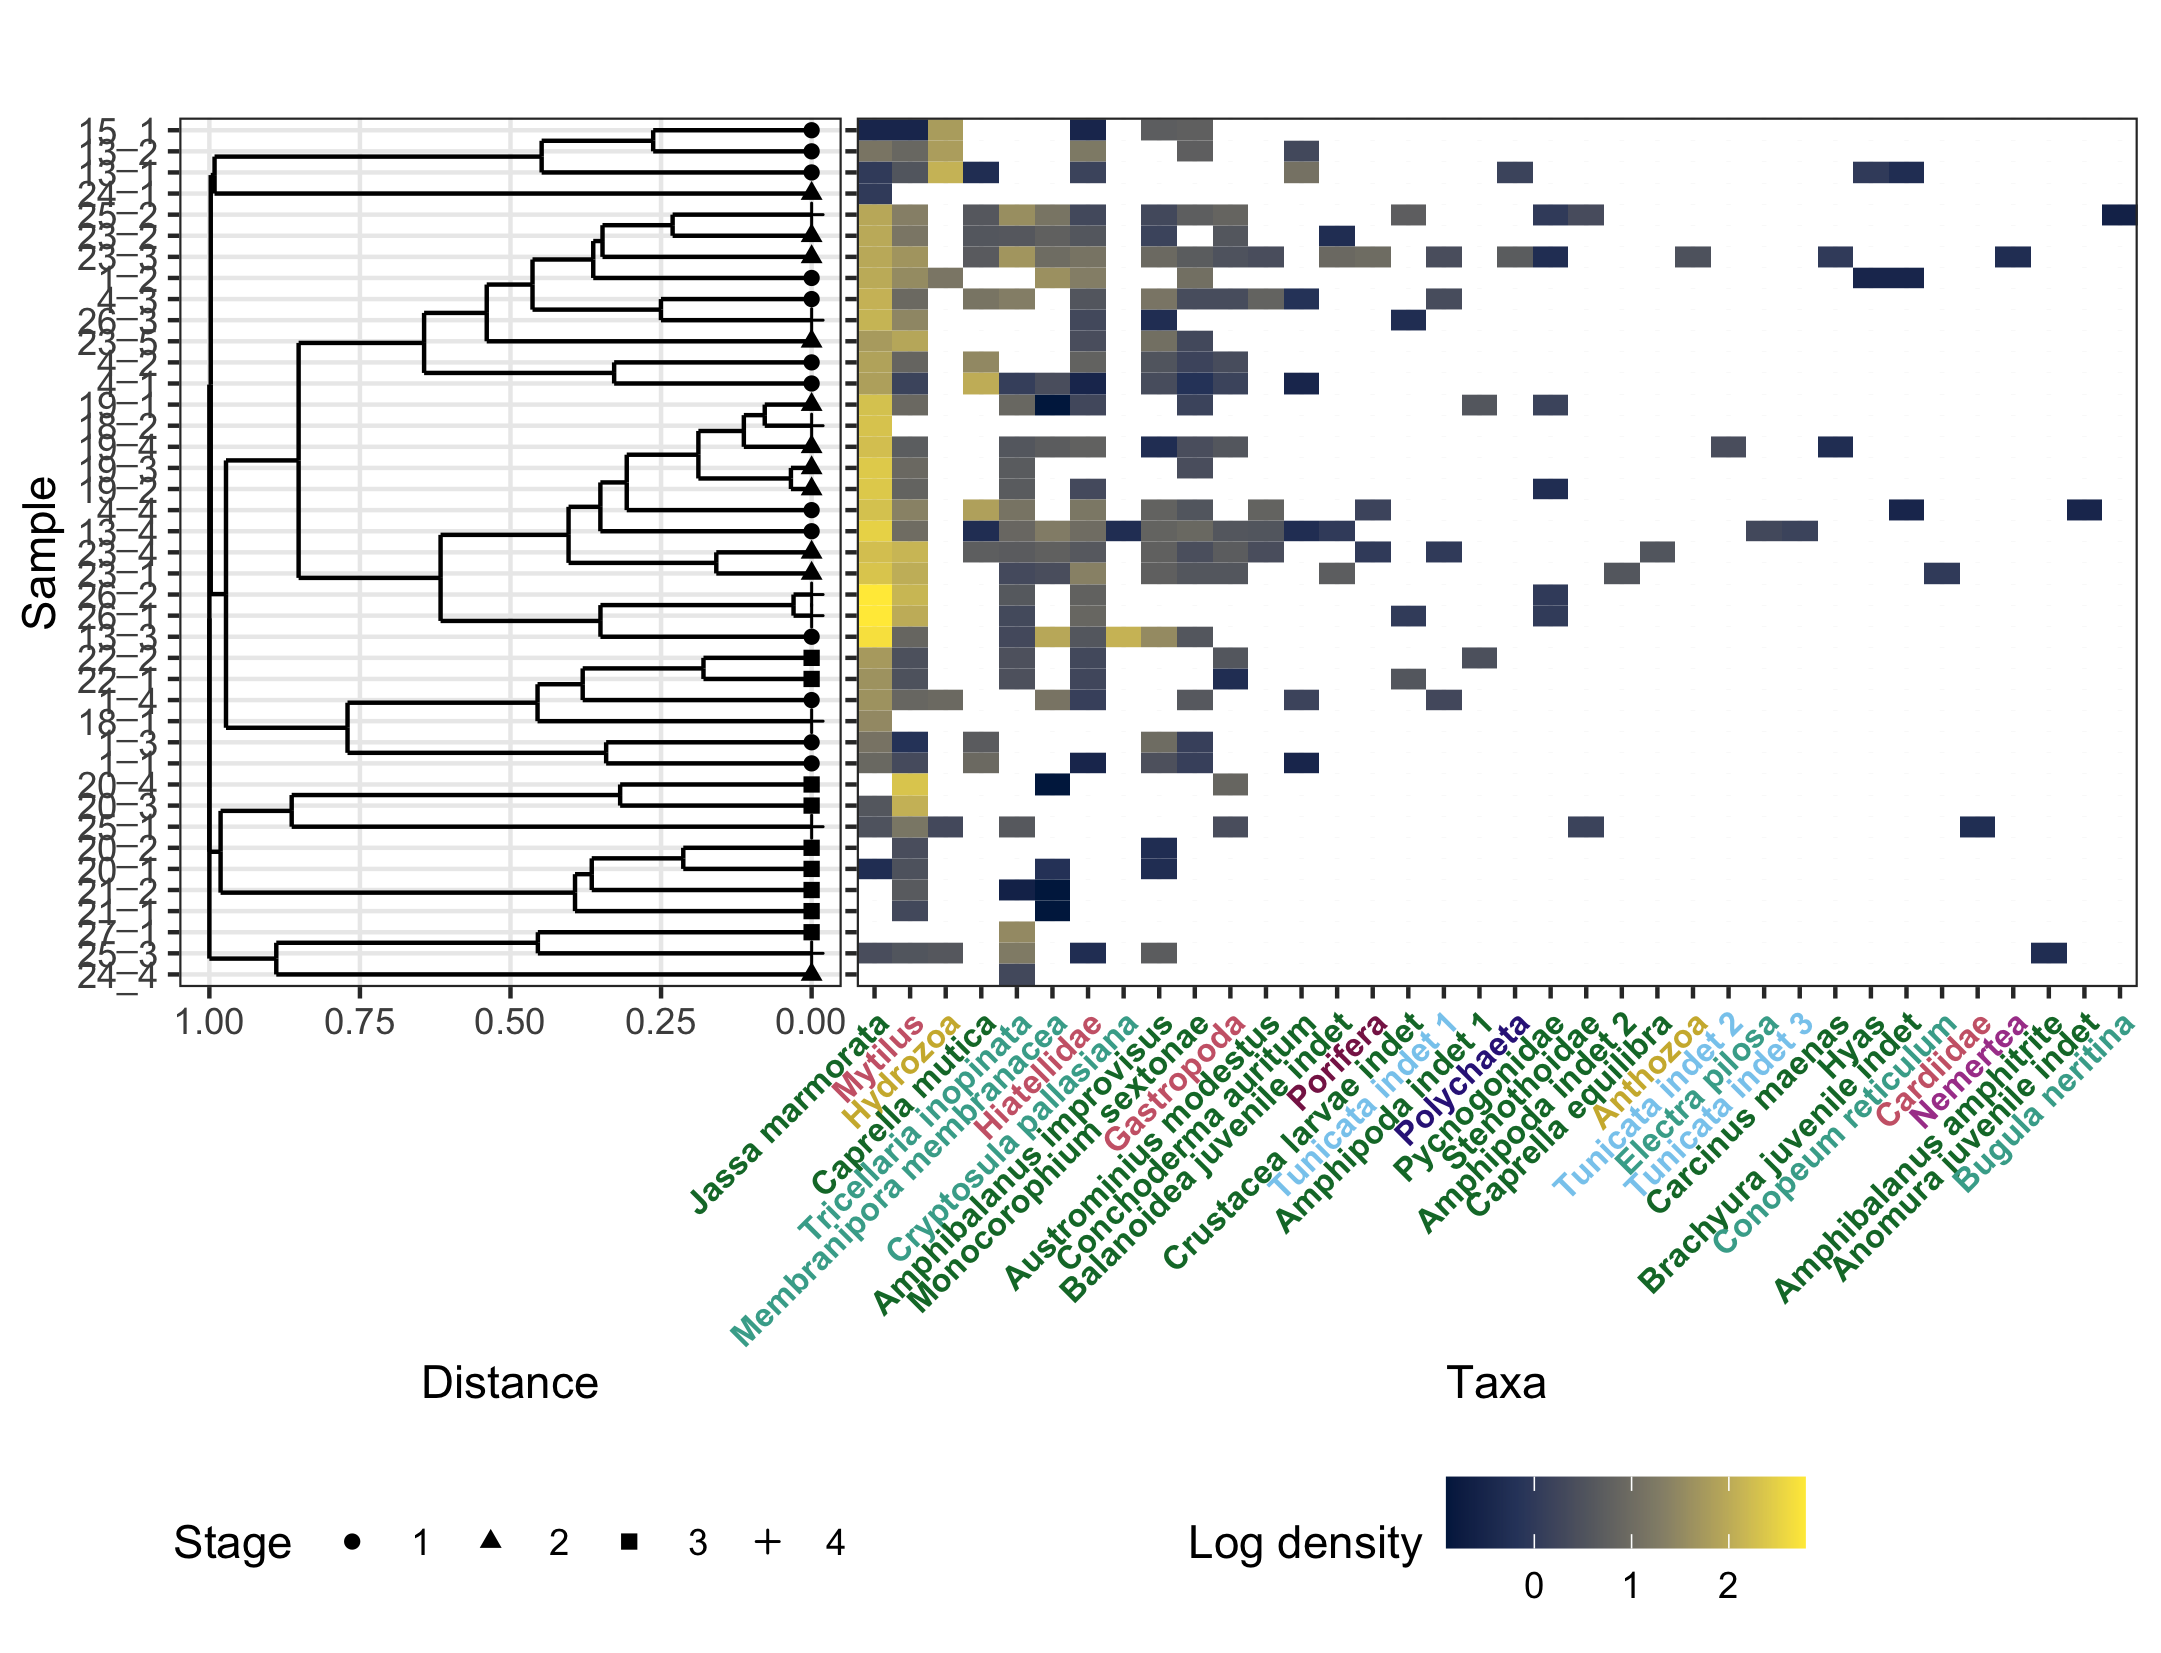 Sample
15_1
13_2
13_1
24_1
25_2
23_2
23_3
1_2
4_3
26_3
23_5
4_2
4_1
19_1
18_2
19_4
19_3
19_2
4_4
13_4
23_4
23_1
26_2
26_1
13_3
22_2
22_1
1_4
18_1
1_3
1_1
20_4
20_3
25_1
20_2
20_1
21_2
21_1
27_1
25_3
24_4
1.00 0.75 0.50 0.25 0.00
Jassa marmorata
Mytilus
Hydrozoa
Caprella mutica
Tricellaria inopinata
Membranipora membranacea
Hiatellidae
Cryptosula pallasiana
Amphibalanus improvisus
Monocorophium sextonae
Gastropoda
Austrominius modestus
Conchoderma auritum
Balanoidea juvenile indet
Porifera
Crustacea larvae indet
Tunicata indet 1
Amphipoda indet 1
Polychaeta
Pycnogonidae
Stenothoidae
Amphipoda indet 2
Caprella equilibra
Anthozoa
Tunicata indet 2
Electra pilosa
Tunicata indet 3
Carcinus maenas
Hyas
Brachyura juvenile indet
Conopeum reticulum
Cardiidae
Nemertea
Amphibalanus amphitrite
Anomura juvenile indet
Bugula neritina
Distance
Taxa
Stage 1 2 3 4
Log density
0 1 2